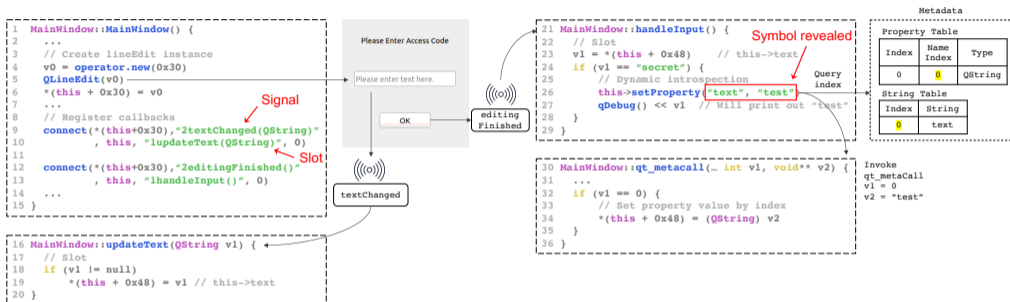 1 MainWindow::MainWindow() {
2 ...
3 // Create lineEdit instance
4 v0 = operator.new(0x30)
5 QLineEdit(v0)
6 *(this + 0x30) = v0
7 ...
8 // Register callbacks
Signal
9 connect(*(this+0x30),"2textChanged(QString)"
10 , this, "1updateText(QString)", 0)
Slot
11
12 connect(*(this+0x30),"2editingFinished()"
13 , this, "1handleInput()", 0)
14 ...
15 }
16 MainWindow::updateText(QString v1) {
17 // Slot
18 if (v1 != null)
19 *(this + 0x48) = v1 // this->text
20 }
Please Enter Access Code
Please enter text here.
OK
editing
Finished
textChanged
21 MainWindow::handleInput() {
22 // Slot
23 v1 = *(this + 0x48) // this->text
24 if (v1 == "secret") {
25 // Dynamic introspection
26 this->setProperty("text", "test")
27 qDebug() << v1 // Will print out "test"
28 }
29 }
Symbol revealed
Query
index
30 MainWindow::qt_metacall(… int v1, void** v2) {
31 ...
32 if (v1 == 0) {
33 // Set property value by index
34 *(this + 0x48) = (QString) v2
35 }
36 }
Metadata
Property Table
Index Name Index Type
0 0 QString
String Table
Index String
0 text
Invoke
qt_metaCall
v1 = 0
v2 = "test"